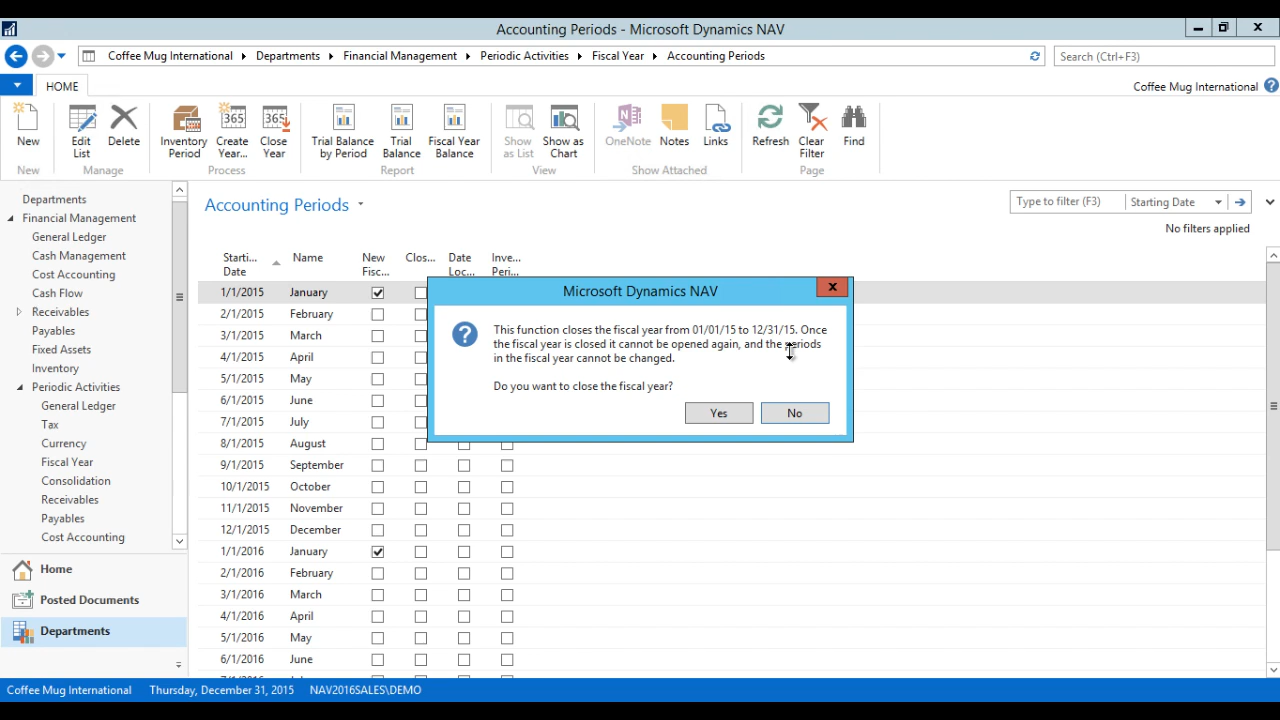 Accounting Periods - Microsoft Dynamics NAV
Coffee Mug International Departments Financial Management Periodic Activities Fiscal Year Accounting Periods
Search (Ctrl+F3)
HOME
Coffee Mug International
New
Edit List
Delete
Inventory Period
Create Year...
Close Year
Trial Balance by Period
Trial Balance
Fiscal Year Balance
Show as List
Show as Chart
OneNote
Notes
Links
Refresh
Clear Filter
Find
New
Manage
Process
Report
View
Show Attached
Page
Departments
Financial Management
General Ledger
Cash Management
Cost Accounting
Cash Flow
Receivables
Payables
Fixed Assets
Inventory
Periodic Activities
General Ledger
Tax
Currency
Fiscal Year
Consolidation
Receivables
Payables
Cost Accounting
Home
Posted Documents
Departments
Accounting Periods
Type to filter (F3)
Starting Date
No filters applied
Starti... Date
Name
New Fisc...
Clos...
Date Loc...
Inve... Peri...
1/1/2015 January
2/1/2015 February
3/1/2015 March
4/1/2015 April
5/1/2015 May
6/1/2015 June
7/1/2015 July
8/1/2015 August
9/1/2015 September
10/1/2015 October
11/1/2015 November
12/1/2015 December
1/1/2016 January
2/1/2016 February
3/1/2016 March
4/1/2016 April
5/1/2016 May
6/1/2016 June
Microsoft Dynamics NAV
This function closes the fiscal year from 01/01/15 to 12/31/15. Once
the fiscal year is closed it cannot be opened again, and the periods
in the fiscal year cannot be changed.
Do you want to close the fiscal year?
Yes
No
Coffee Mug International Thursday, December 31, 2015 NAV2016SALES\DEMO